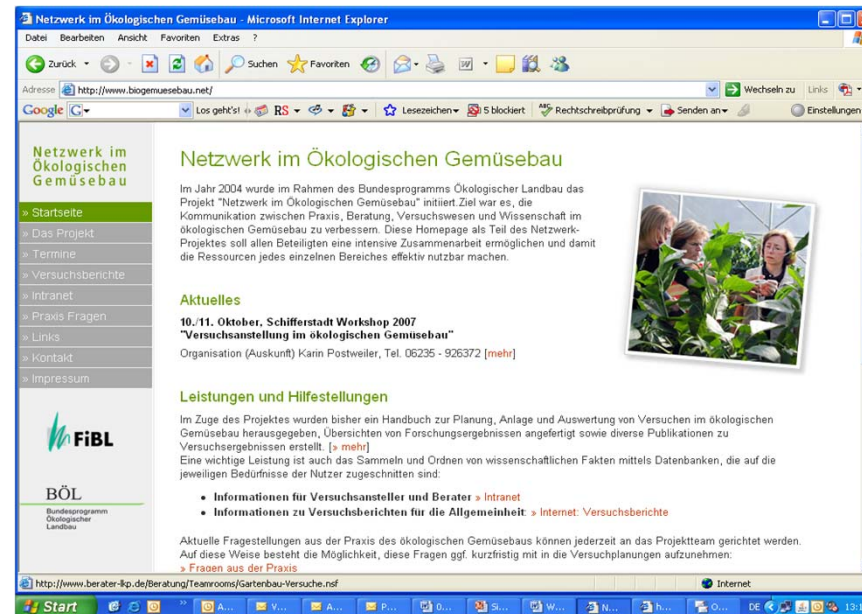 Netzwerk im Ökologischen Gemüsebau - Microsoft Internet Explorer
Datei Bearbeiten Ansicht Favoriten Extras ?
Zurück Suchen Favoriten
Adresse http://www.biogemuesebau.net/ Wechseln zu Links
Google G Los geht's! RS Lesezeichen 5 blockiert Rechtschreibprüfung Senden an Einstellungen
Netzwerk im
Ökologischen
Gemüsebau
» Startseite
» Das Projekt
» Termine
» Versuchsberichte
» Intranet
» Praxis Fragen
» Links
» Kontakt
» Impressum
FiBL
BÖL
Bundesprogramm
Ökologischer
Landbau
Netzwerk im Ökologischen Gemüsebau
Im Jahr 2004 wurde im Rahmen des Bundesprogramms Ökologischer Landbau das
Projekt "Netzwerk im Ökologischen Gemüsebau" initiiert.Ziel war es, die
Kommunikation zwischen Praxis, Beratung, Versuchswesen und Wissenschaft im
ökologischen Gemüsebau zu verbessern. Diese Homepage als Teil des Netzwerk-
Projektes soll allen Beteiligten eine intensive Zusammenarbeit ermöglichen und damit
die Ressourcen jedes einzelnen Bereiches effektiv nutzbar machen.
Aktuelles
10./11. Oktober, Schifferstadt Workshop 2007
"Versuchsanstellung im ökologischen Gemüsebau"
Organisation (Auskunft) Karin Postweiler, Tel. 06235 - 926372 [mehr]
Leistungen und Hilfestellungen
Im Zuge des Projektes wurden bisher ein Handbuch zur Planung, Anlage und Auswertung von Versuchen im ökologischen
Gemüsebau herausgegeben, Übersichten von Forschungsergebnissen angefertigt sowie diverse Publikationen zu
Versuchsergebnissen erstellt. [» mehr]
Eine wichtige Leistung ist auch das Sammeln und Ordnen von wissenschaftlichen Fakten mittels Datenbanken, die auf die
jeweiligen Bedürfnisse der Nutzer zugeschnitten sind:
• Informationen für Versuchsansteller und Berater » Intranet
• Informationen zu Versuchsberichten für die Allgemeinheit: » Internet: Versuchsberichte
Aktuelle Fragestellungen aus der Praxis des ökologischen Gemüsebaus können jederzeit an das Projektteam gerichtet werden.
Auf diese Weise besteht die Möglichkeit, diese Fragen ggf. kurzfristig mit in die Versuchplanungen aufzunehmen:
» Fragen aus der Praxis
http://www.berater-lkp.de/Beratung/Teamrooms/Gartenbau-Versuche.nsf Internet
Start A... V... A... P... 0... Si... W... N... h... O... DE